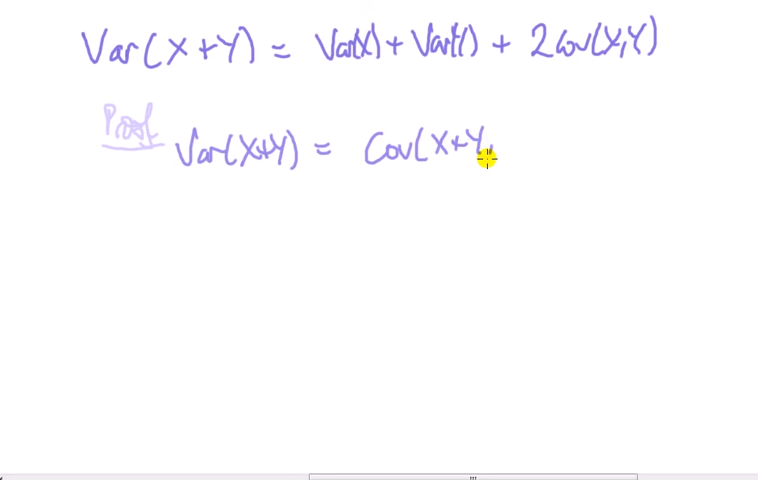 Var(X+Y) = Var(X) + Var(Y) + 2Cov(X,Y)
Proof
Var(X+Y) = Cov(X+Y,